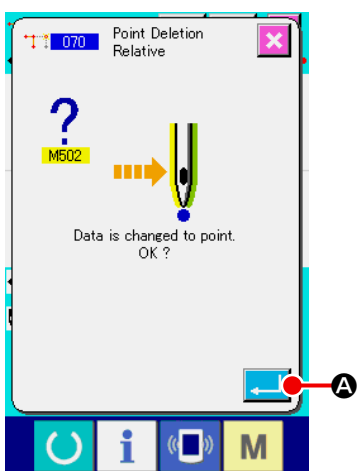 070 Point Deletion
Relative
?
M502
Data is changed to point.
OK ?
A
i
M